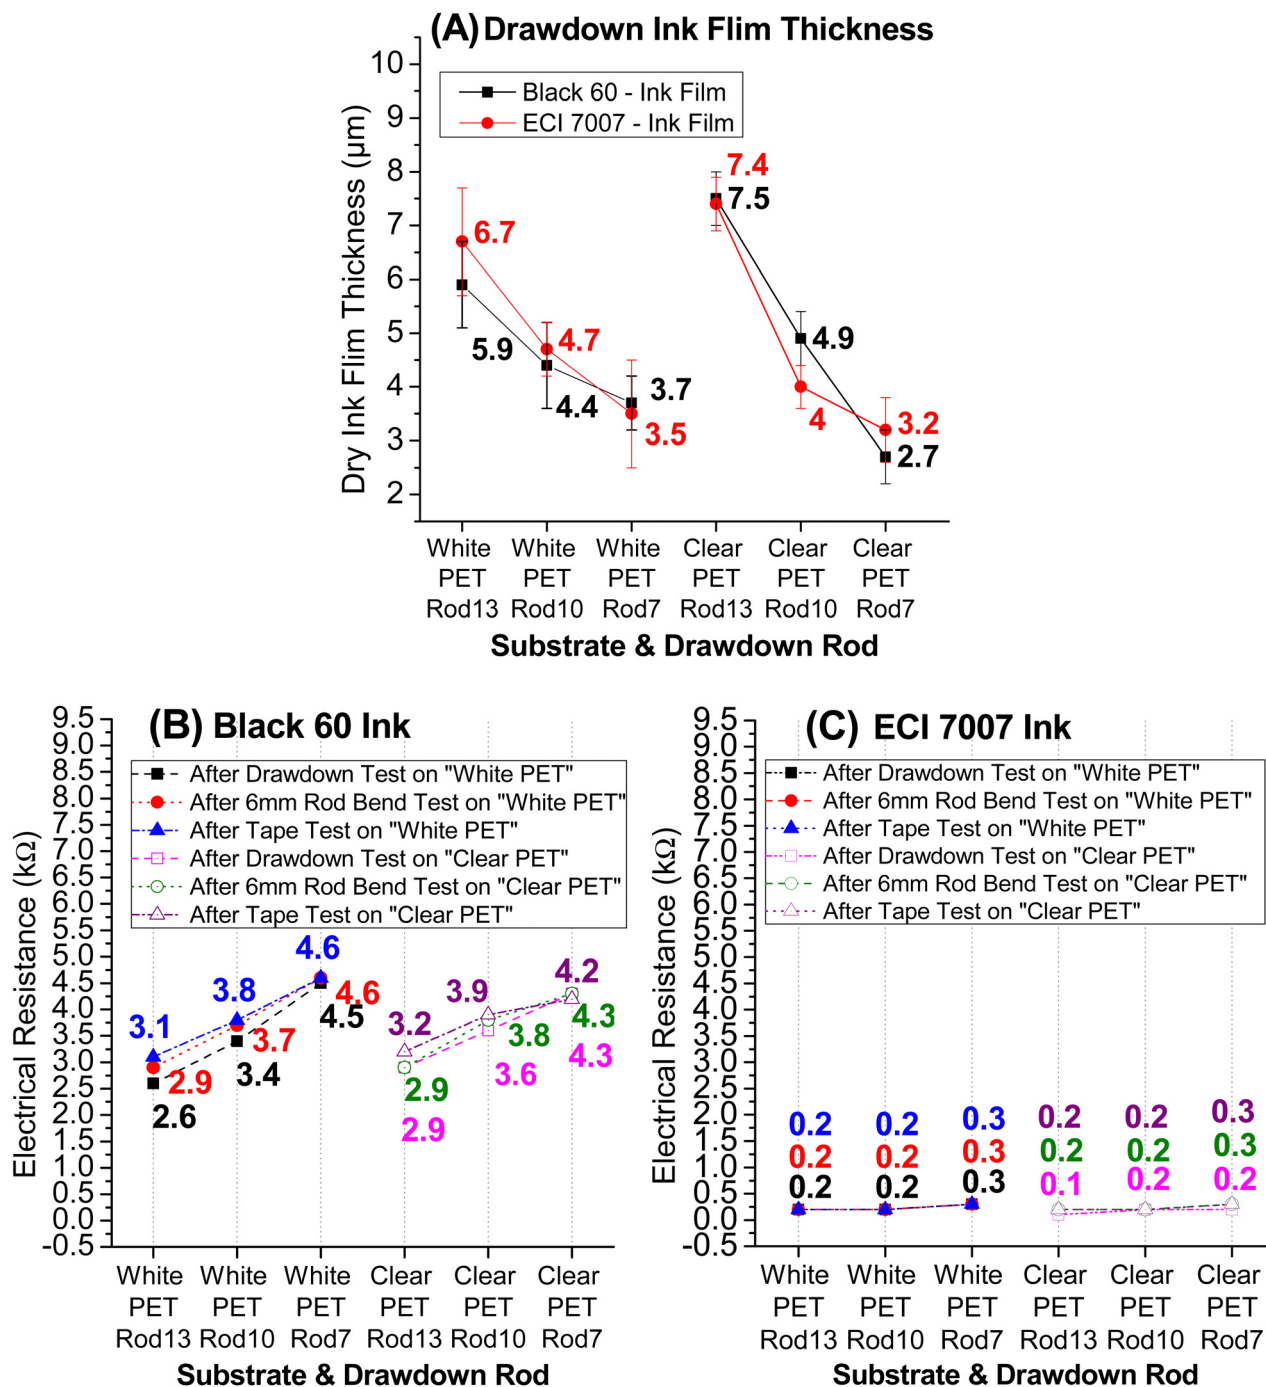 (A) Drawdown Ink Flim Thickness
Dry Ink Flim Thickness (µm)
10
9
8
7
6
5
4
3
2
Black 60 - Ink Film
ECI 7007 - Ink Film
6.7
5.9
4.7
4.4
3.7
3.5
7.4
7.5
4.9
4
3.2
2.7
White PET Rod13
White PET Rod10
White PET Rod7
Clear PET Rod13
Clear PET Rod10
Clear PET Rod7
Substrate & Drawdown Rod
(B) Black 60 Ink
Electrical Resistance (kΩ)
9.5
9.0
8.5
8.0
7.5
7.0
6.5
6.0
5.5
5.0
4.5
4.0
3.5
3.0
2.5
2.0
1.5
1.0
0.5
0.0
-0.5
After Drawdown Test on "White PET"
After 6mm Rod Bend Test on "White PET"
After Tape Test on "White PET"
After Drawdown Test on "Clear PET"
After 6mm Rod Bend Test on "Clear PET"
After Tape Test on "Clear PET"
3.1
2.9
2.6
3.8
3.7
3.4
4.6
4.6
4.5
3.2
2.9
2.9
3.9
3.8
3.6
4.2
4.3
4.3
White PET Rod13
White PET Rod10
White PET Rod7
Clear PET Rod13
Clear PET Rod10
Clear PET Rod7
Substrate & Drawdown Rod
(C) ECI 7007 Ink
Electrical Resistance (kΩ)
9.5
9.0
8.5
8.0
7.5
7.0
6.5
6.0
5.5
5.0
4.5
4.0
3.5
3.0
2.5
2.0
1.5
1.0
0.5
0.0
-0.5
After Drawdown Test on "White PET"
After 6mm Rod Bend Test on "White PET"
After Tape Test on "White PET"
After Drawdown Test on "Clear PET"
After 6mm Rod Bend Test on "Clear PET"
After Tape Test on "Clear PET"
0.2
0.2
0.2
0.2
0.2
0.2
0.3
0.3
0.3
0.2
0.2
0.1
0.2
0.2
0.2
0.3
0.3
0.2
White PET Rod13
White PET Rod10
White PET Rod7
Clear PET Rod13
Clear PET Rod10
Clear PET Rod7
Substrate & Drawdown Rod